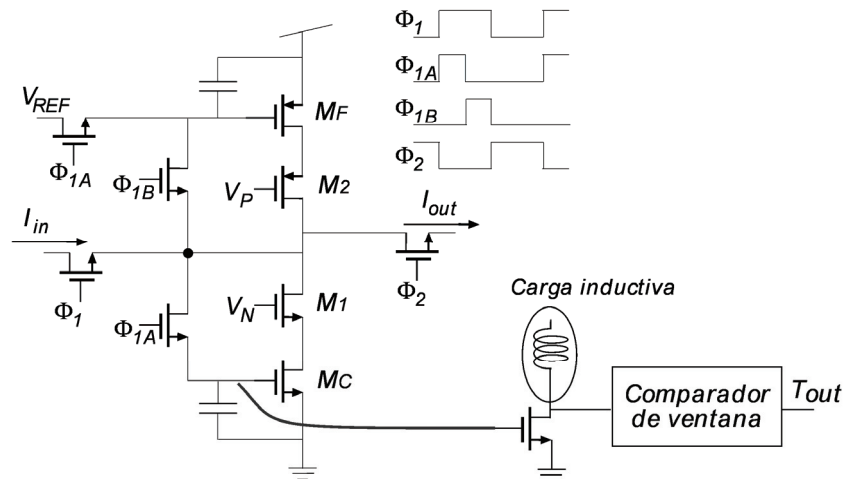 Φ1
Φ1A
Φ1B
Φ2
VREF
Φ1A
MF
Φ1B
VP
M2
Iin
Iout
Φ1
Φ2
VN
M1
Φ1A
MC
Carga inductiva
Comparador
de ventana
Tout